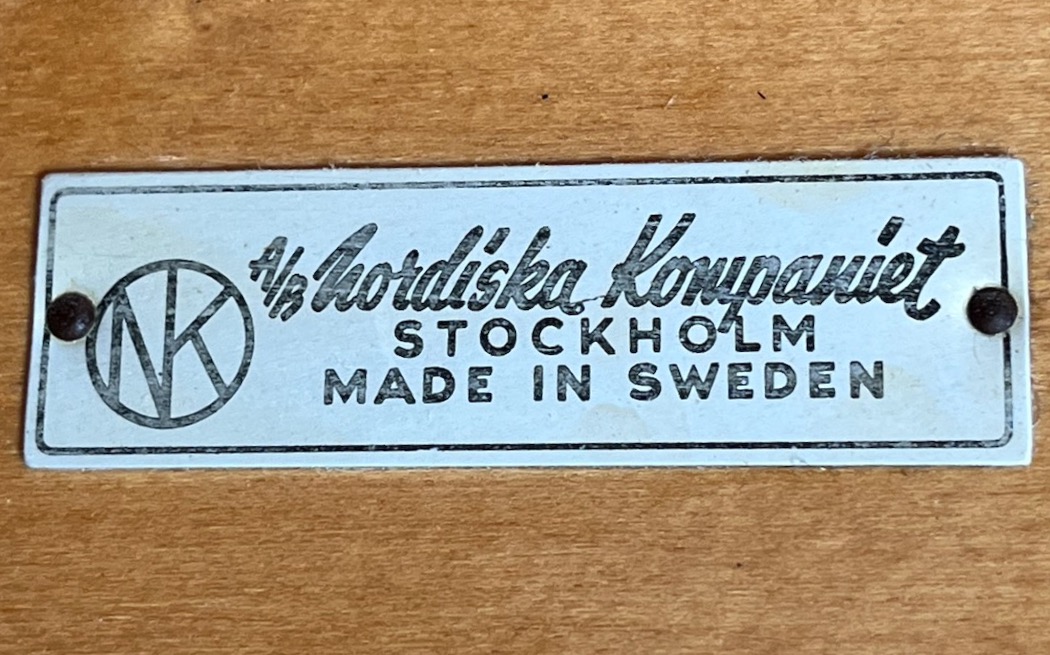 NK
A/B Nordiska Kompaniet
STOCKHOLM
MADE IN SWEDEN